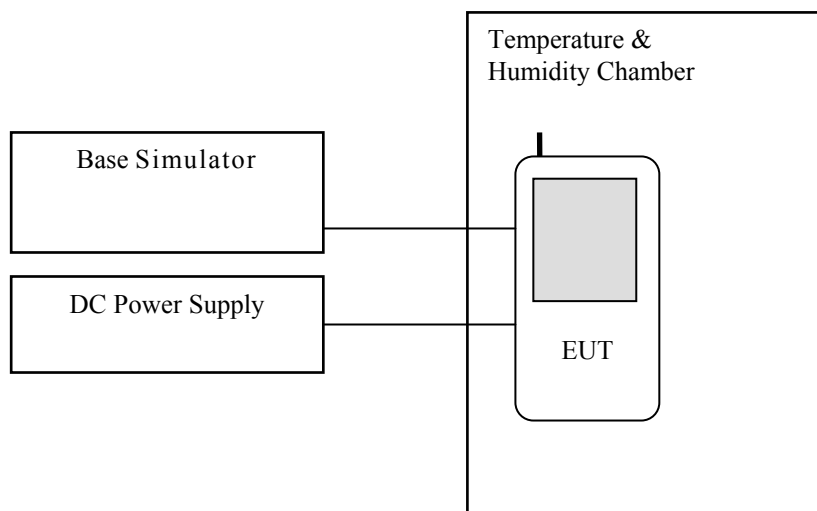 Temperature &
Humidity Chamber
Base Simulator
DC Power Supply
EUT